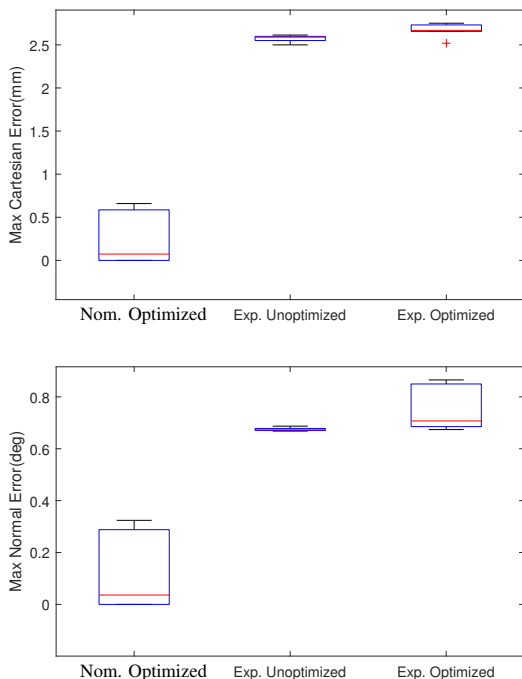 Max Cartesian Error(mm)
2.5
2
1.5
1
0.5
0
Nom. Optimized Exp. Unoptimized Exp. Optimized
Max Normal Error(deg)
0.8
0.6
0.4
0.2
0
Nom. Optimized Exp. Unoptimized Exp. Optimized